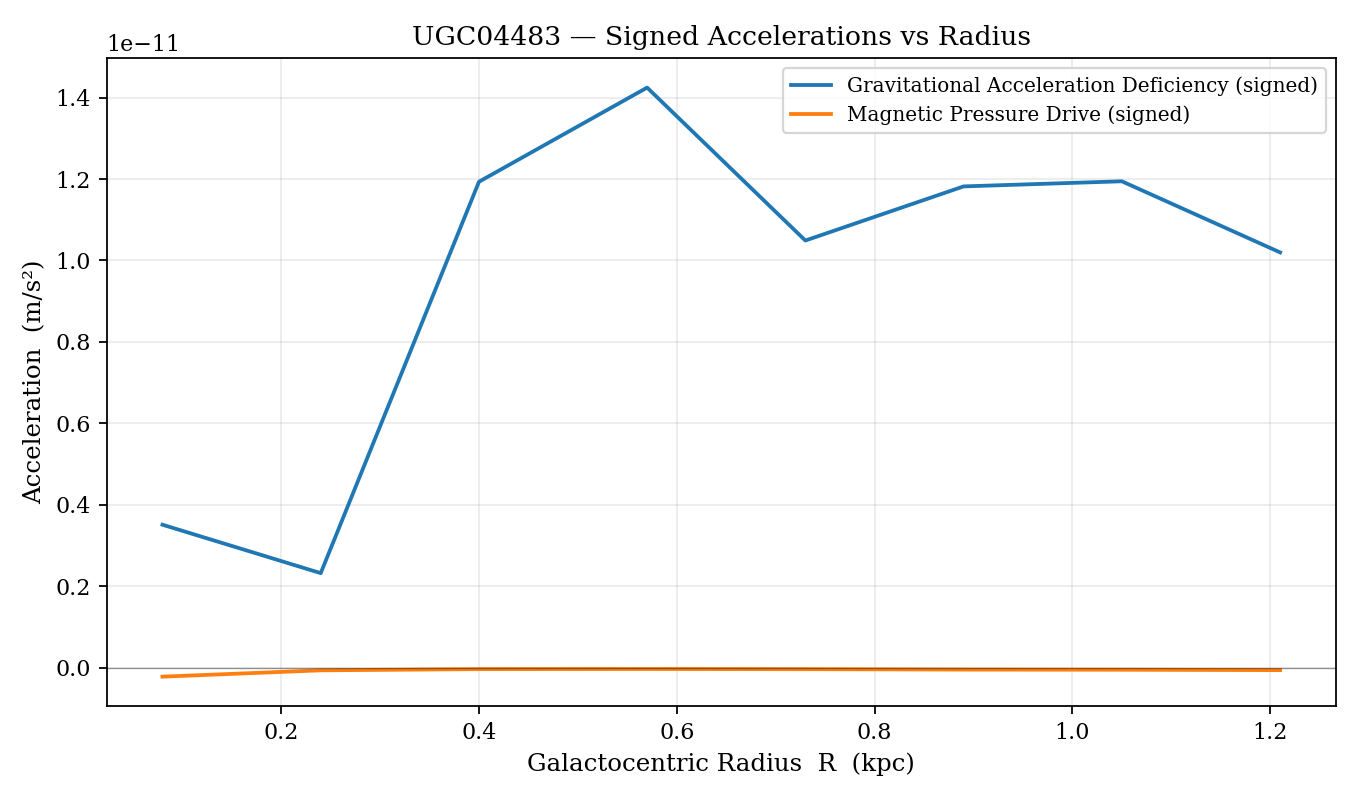 UGC04483 — Signed Accelerations vs Radius
1e−11
Gravitational Acceleration Deficiency (signed)
Magnetic Pressure Drive (signed)
1.4
1.2
1.0
0.8
0.6
0.4
0.2
0.0
Acceleration (m/s²)
0.2 0.4 0.6 0.8 1.0 1.2
Galactocentric Radius R (kpc)